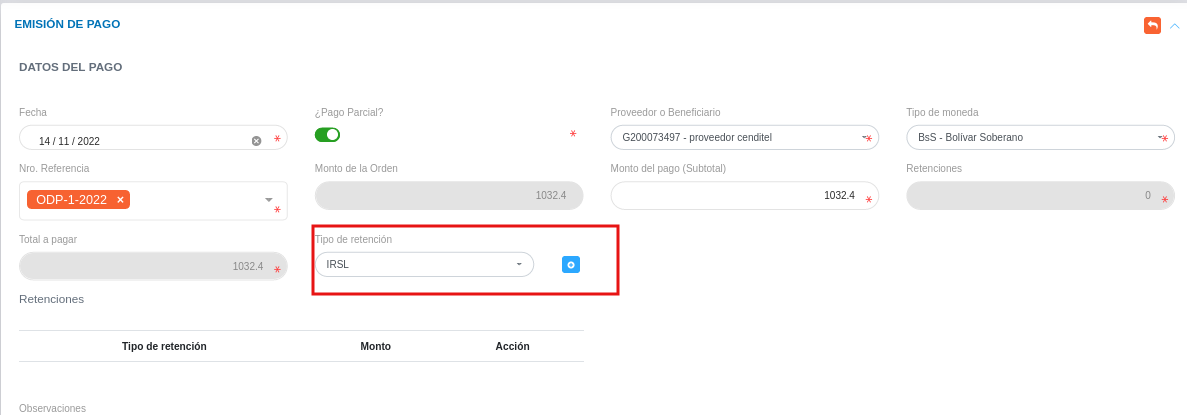 EMISIÓN DE PAGO
DATOS DEL PAGO
Fecha ¿Pago Parcial? Proveedor o Beneficiario Tipo de moneda
14 / 11 / 2022 * G200073497 - proveedor cenditel * BsS - Bolívar Soberano *
Nro. Referencia Monto de la Orden Monto del pago (Subtotal) Retenciones
ODP-1-2022 × * 1032.4 1032.4 * 0 *
Total a pagar Tipo de retención
1032.4 * IRSL
Retenciones
Tipo de retención Monto Acción
Observaciones